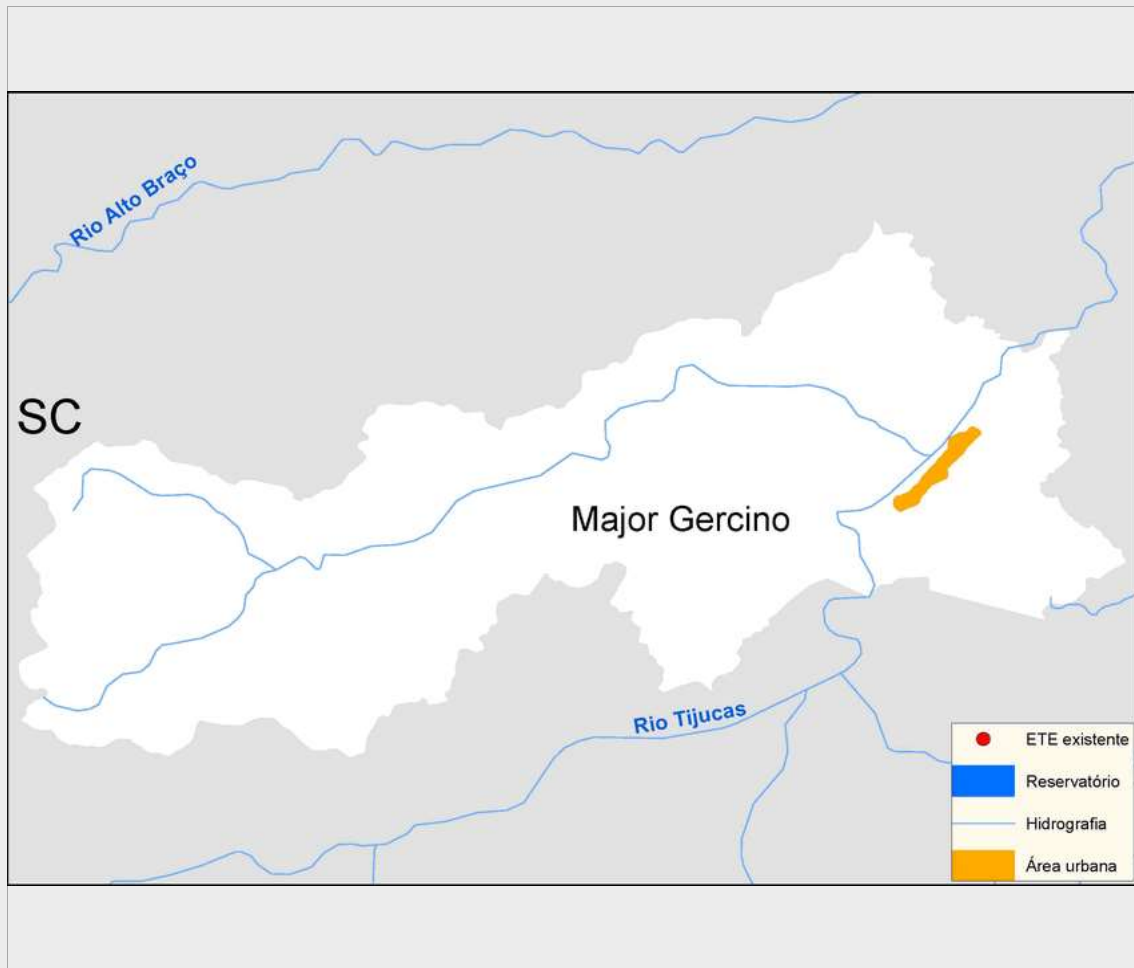 Rio Alto Braço
SC
Major Gercino
Rio Tijucas
ETE existente
Reservatório
Hidrografia
Área urbana